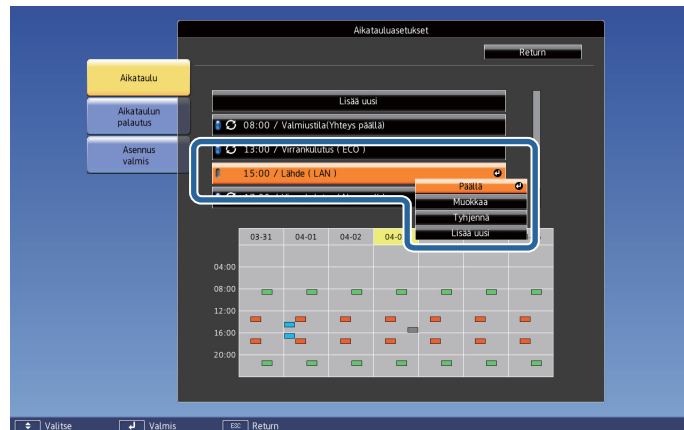 Aikatauluasetukset
Return
Aikataulu
Aikataulun
palautus
Asennus
valmis
Lisää uusi
08:00 / Valmiustila(Yhteys päällä)
13:00 / Virrankulutus ( ECO )
15:00 / Lähde ( LAN )
Päällä
Muokkaa
Tyhjennä
Lisää uusi
03-31 04-01 04-02
04:00
08:00
12:00
16:00
20:00
Valitse Valmis ESC Return